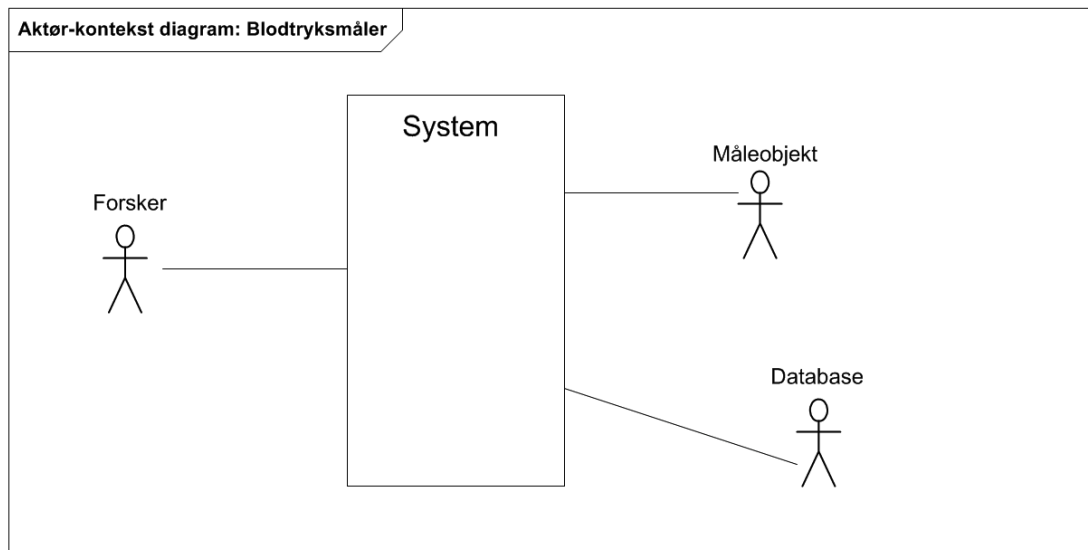 Aktør-kontekst diagram: Blodtryksmåler
System
Måleobjekt
Forsker
Database